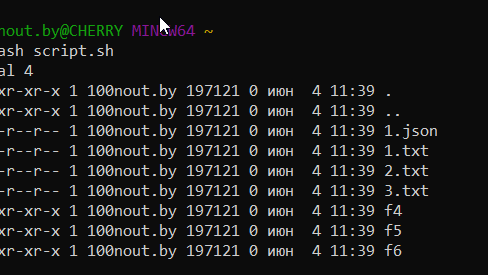 nout.by@CHERRY MINGW64 ~
ash script.sh
al 4
xr-xr-x 1 100nout.by 197121 0 июн  4 11:39 .
xr-xr-x 1 100nout.by 197121 0 июн  4 11:39 ..
-r--r-- 1 100nout.by 197121 0 июн  4 11:39 1.json
-r--r-- 1 100nout.by 197121 0 июн  4 11:39 1.txt
-r--r-- 1 100nout.by 197121 0 июн  4 11:39 2.txt
-r--r-- 1 100nout.by 197121 0 июн  4 11:39 3.txt
xr-xr-x 1 100nout.by 197121 0 июн  4 11:39 f4
xr-xr-x 1 100nout.by 197121 0 июн  4 11:39 f5
xr-xr-x 1 100nout.by 197121 0 июн  4 11:39 f6